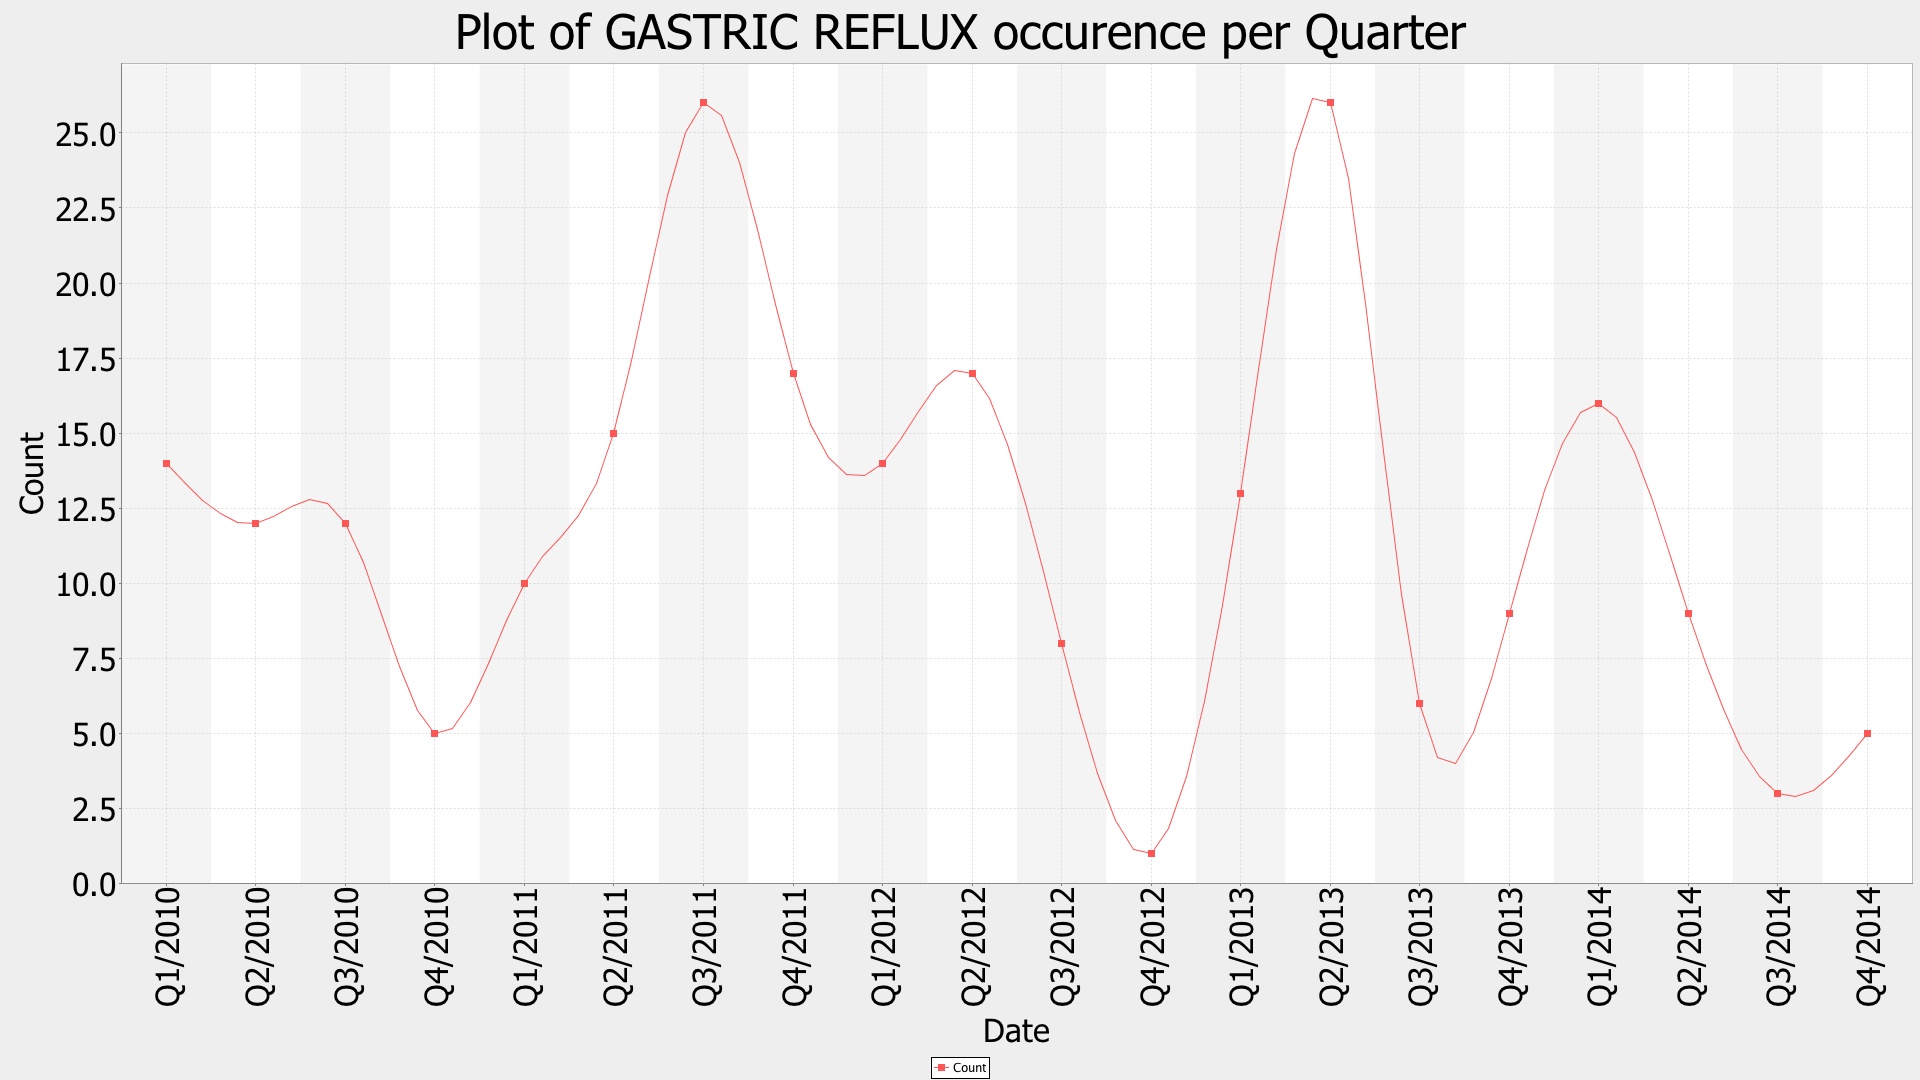 Plot of GASTRIC REFLUX occurence per Quarter
Count
25.0
22.5
20.0
17.5
15.0
12.5
10.0
7.5
5.0
2.5
0.0
Q1/2010
Q2/2010
Q3/2010
Q4/2010
Q1/2011
Q2/2011
Q3/2011
Q4/2011
Q1/2012
Q2/2012
Q3/2012
Q4/2012
Q1/2013
Q2/2013
Q3/2013
Q4/2013
Q1/2014
Q2/2014
Q3/2014
Q4/2014
Date
Count